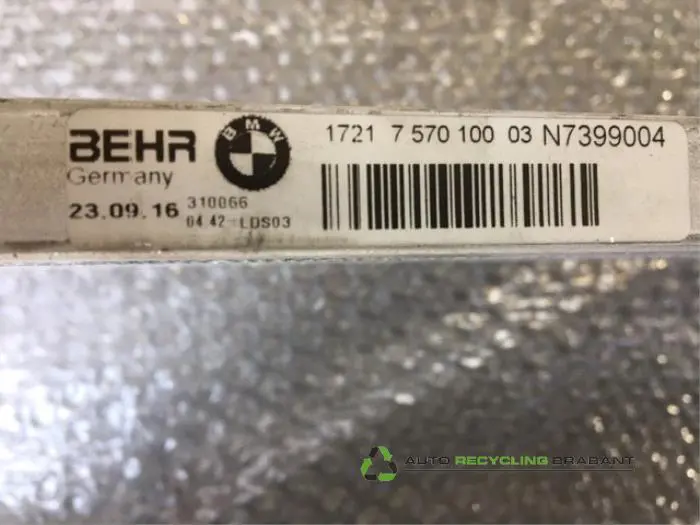 BEHR
Germany
23.09.16
310066
04.42 LDS03
BMW
1721 7 570 100 03 N7399004
AUTO RECYCLING BRABANT